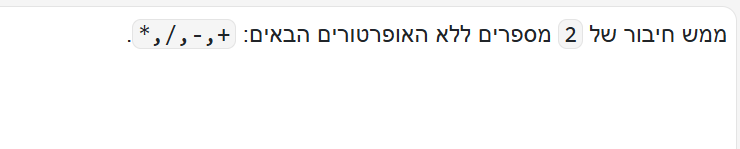 ממש חיבור של 2 מספרים ללא האופרטורים הבאים: +,-,/,*.